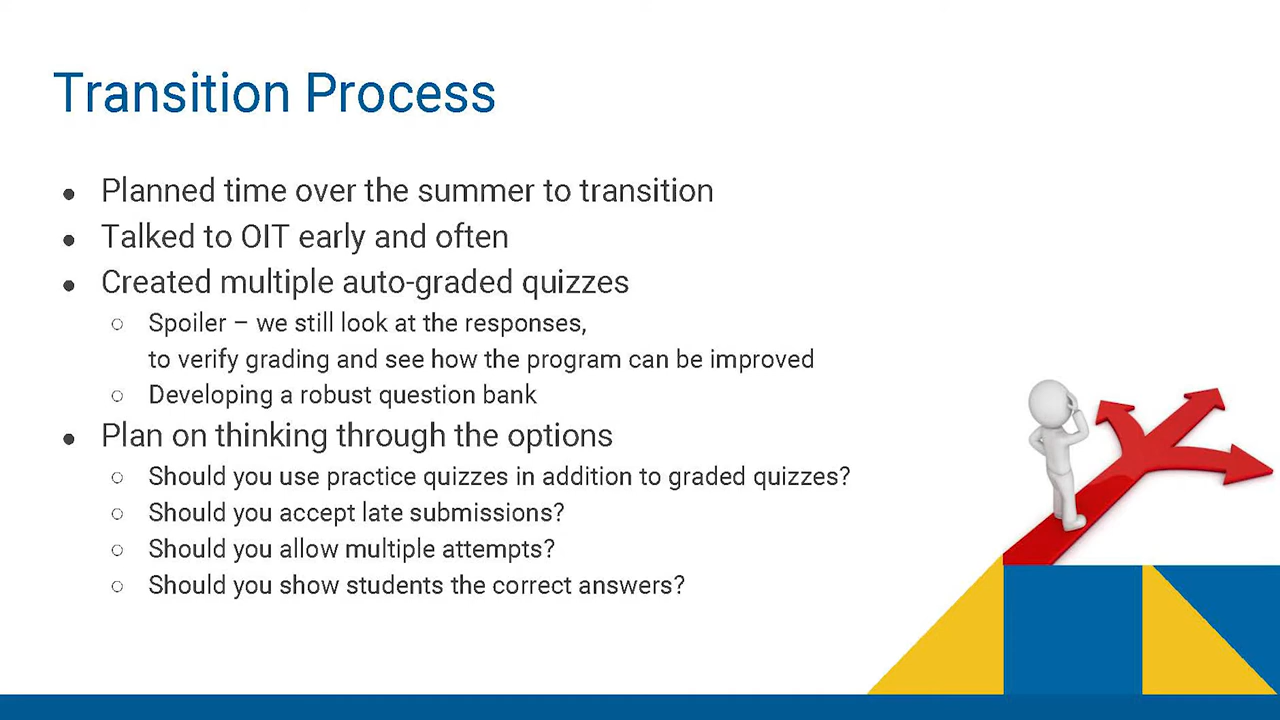 Transition Process
● Planned time over the summer to transition
● Talked to OIT early and often
● Created multiple auto-graded quizzes
○ Spoiler – we still look at the responses,
to verify grading and see how the program can be improved
○ Developing a robust question bank
● Plan on thinking through the options
○ Should you use practice quizzes in addition to graded quizzes?
○ Should you accept late submissions?
○ Should you allow multiple attempts?
○ Should you show students the correct answers?